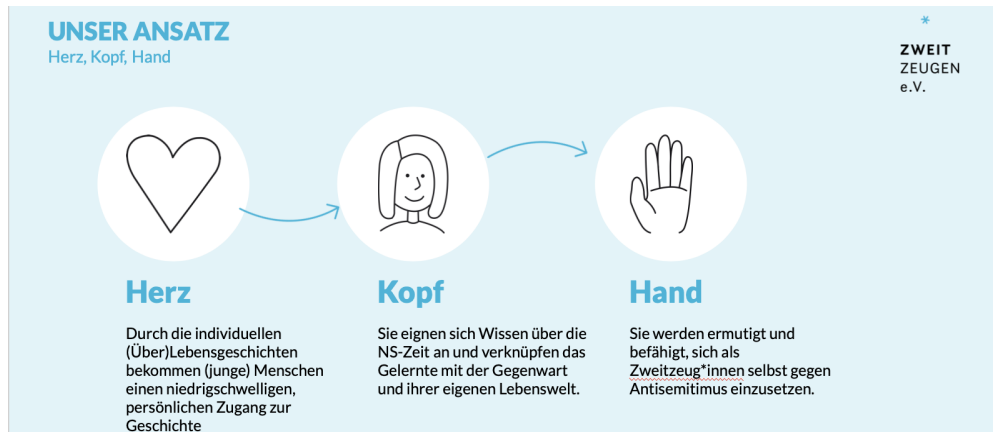 UNSER ANSATZ
Herz, Kopf, Hand
ZWEIT
ZEUGEN
e.V.
Herz
Durch die individuellen
(Über)Lebensgeschichten
bekommen (junge) Menschen
einen niedrigschwelligen,
persönlichen Zugang zur
Geschichte
Kopf
Sie eignen sich Wissen über die
NS-Zeit an und verknüpfen das
Gelernte mit der Gegenwart
und ihrer eigenen Lebenswelt.
Hand
Sie werden ermutigt und
befähigt, sich als
Zweitzeug*innen selbst gegen
Antisemitimus einzusetzen.